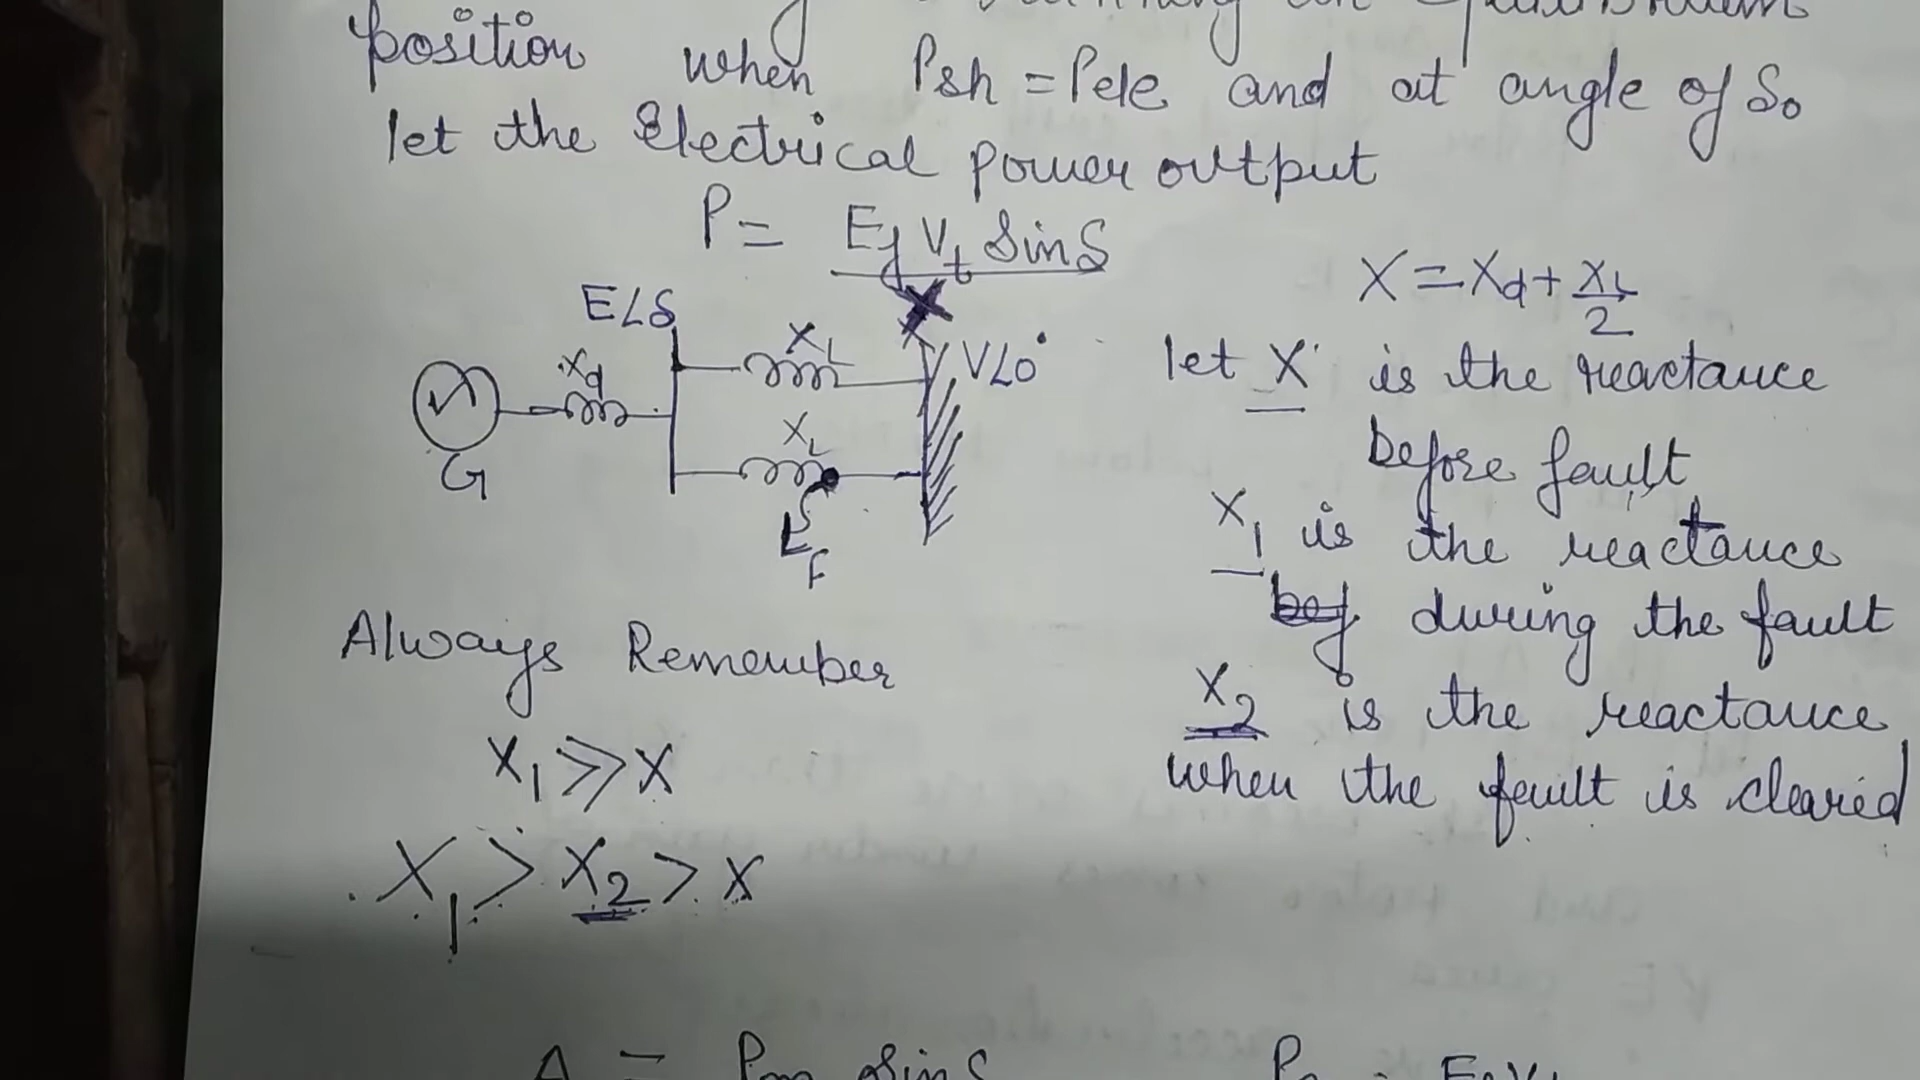 position when Psh = Pele and at angle of δo
let the Electrical power output
P = Ef Vt Sinδ
X
X = Xd + XL/2
E∠δ
Xd
XL
V∠0°
G
XL
F
let X is the reactance
before fault
X1 is the reactance
during the fault
X2 is the reactance
when the fault is cleared
Always Remember
X1 ≫ X
X1 > X2 > X